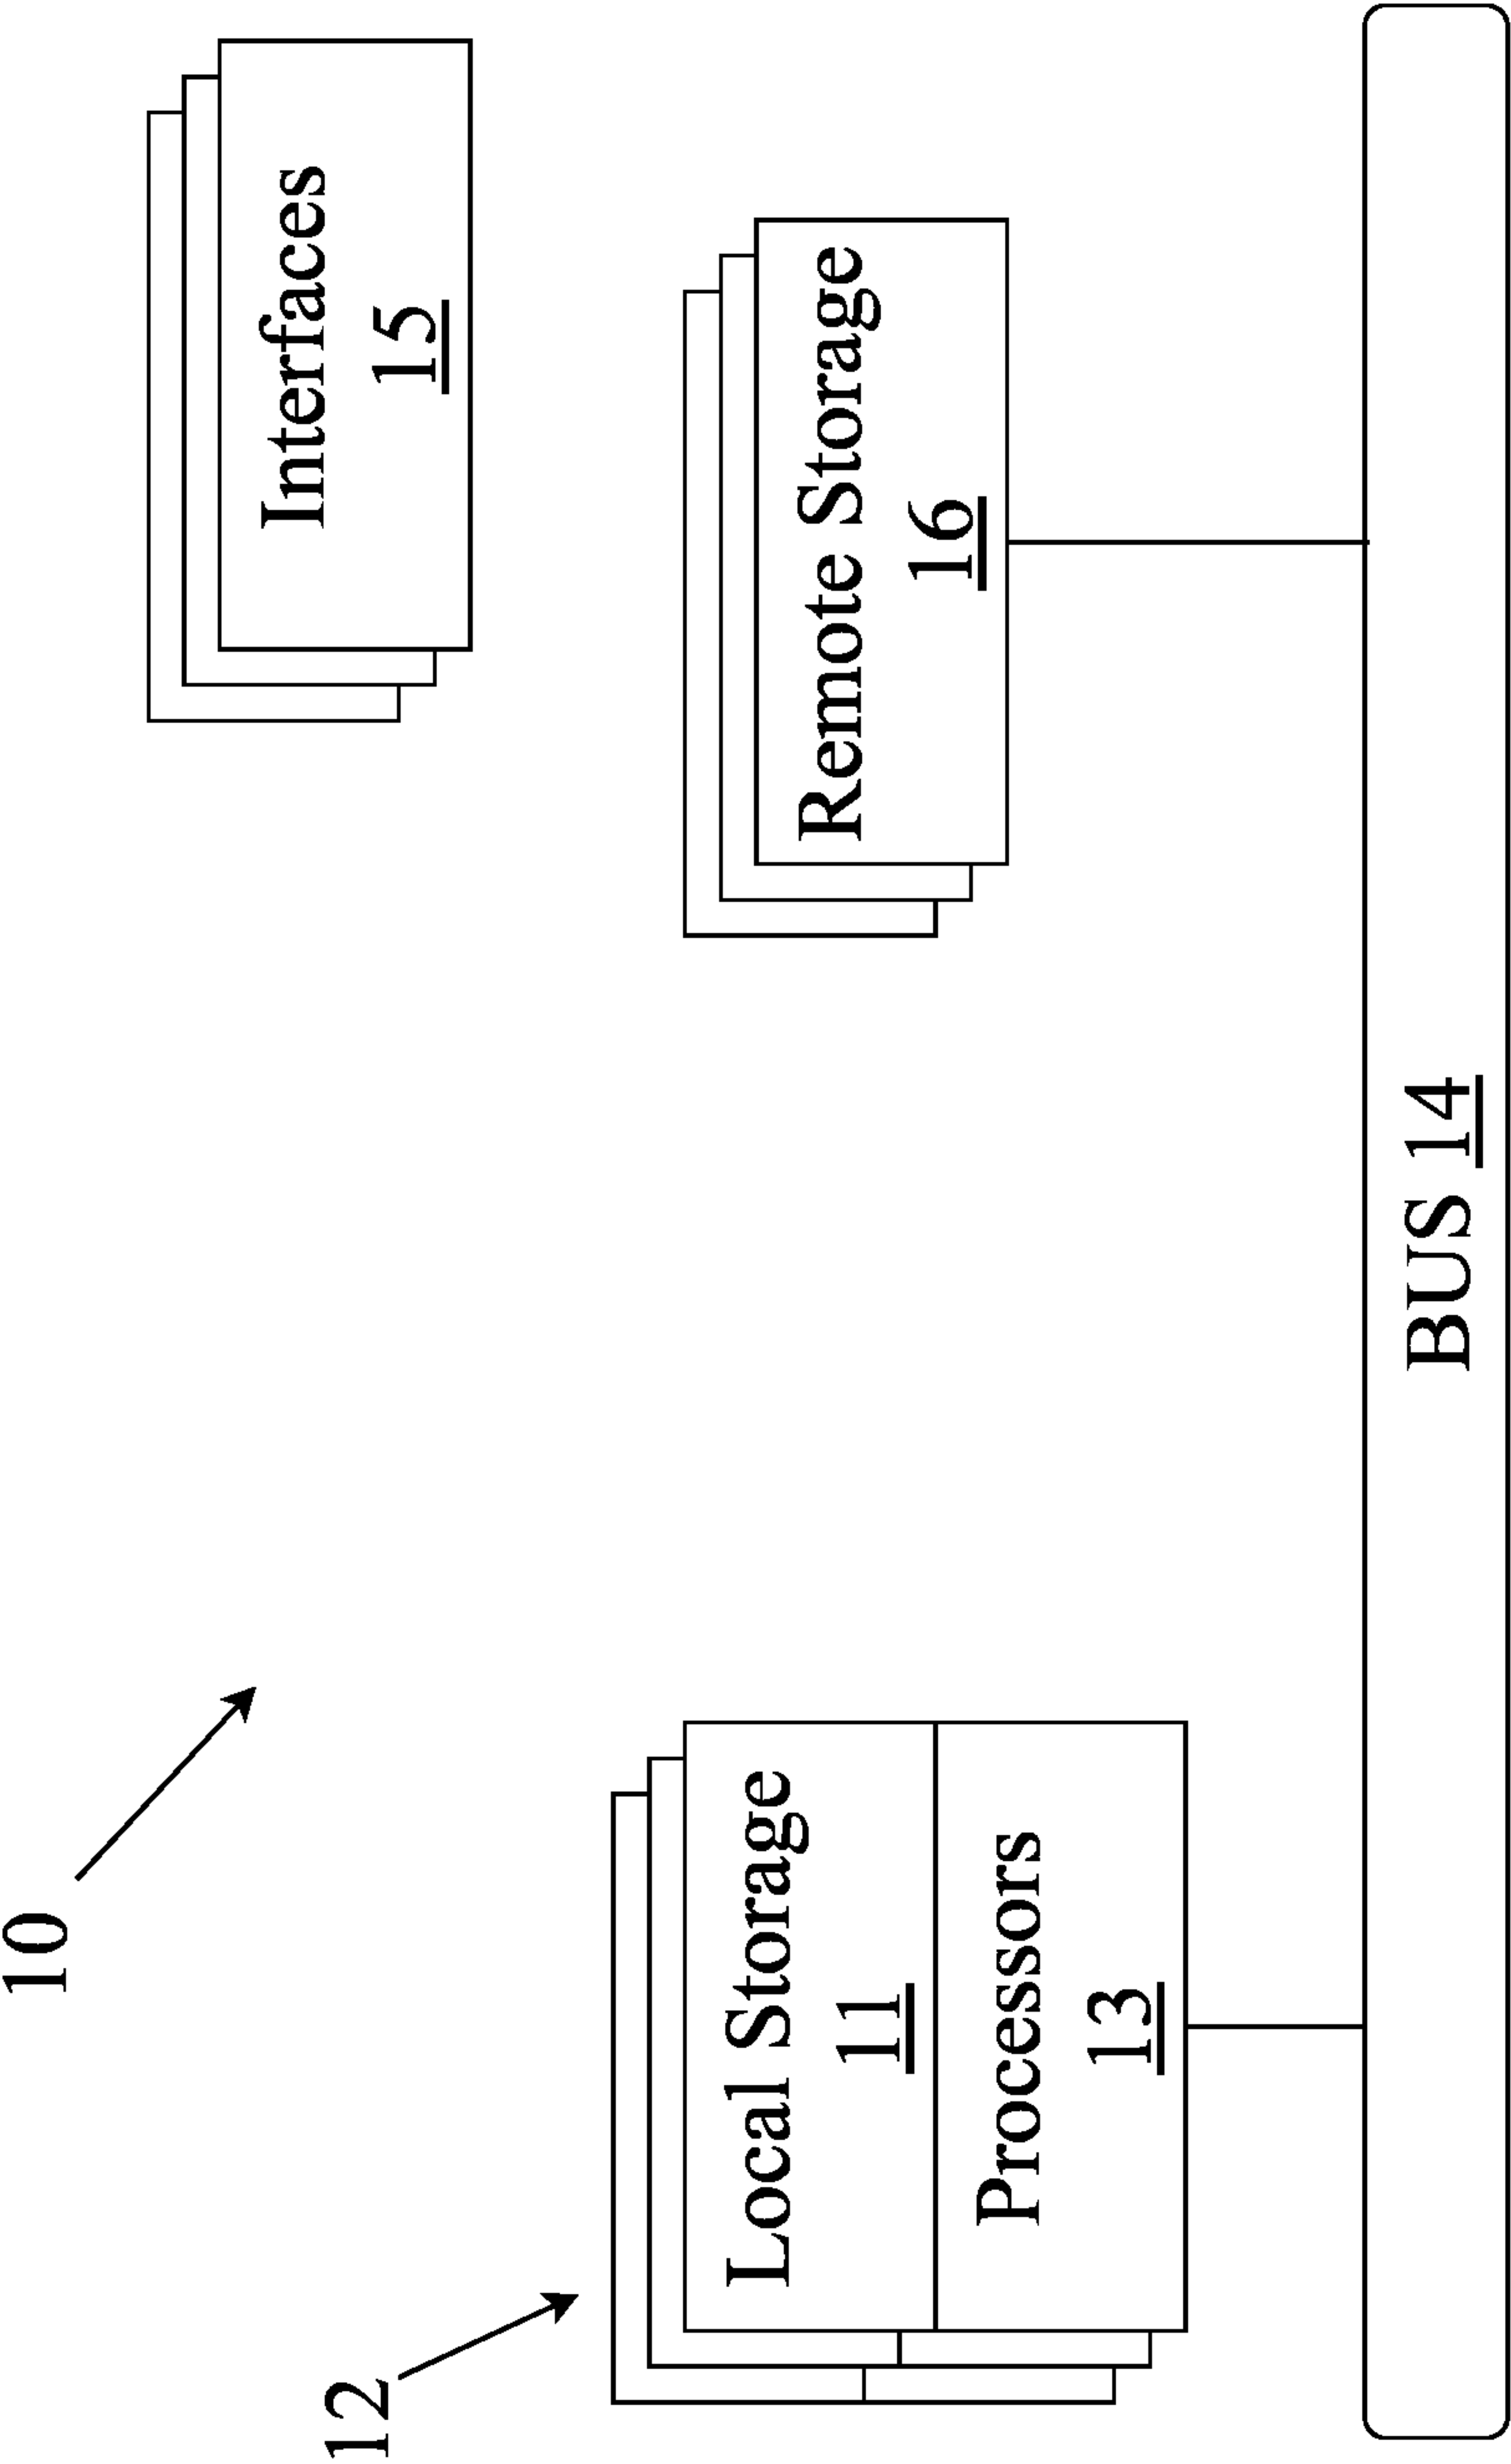 10
12
Interfaces
15
Local Storage
11
Remote Storage
16
Processors
13
BUS 14